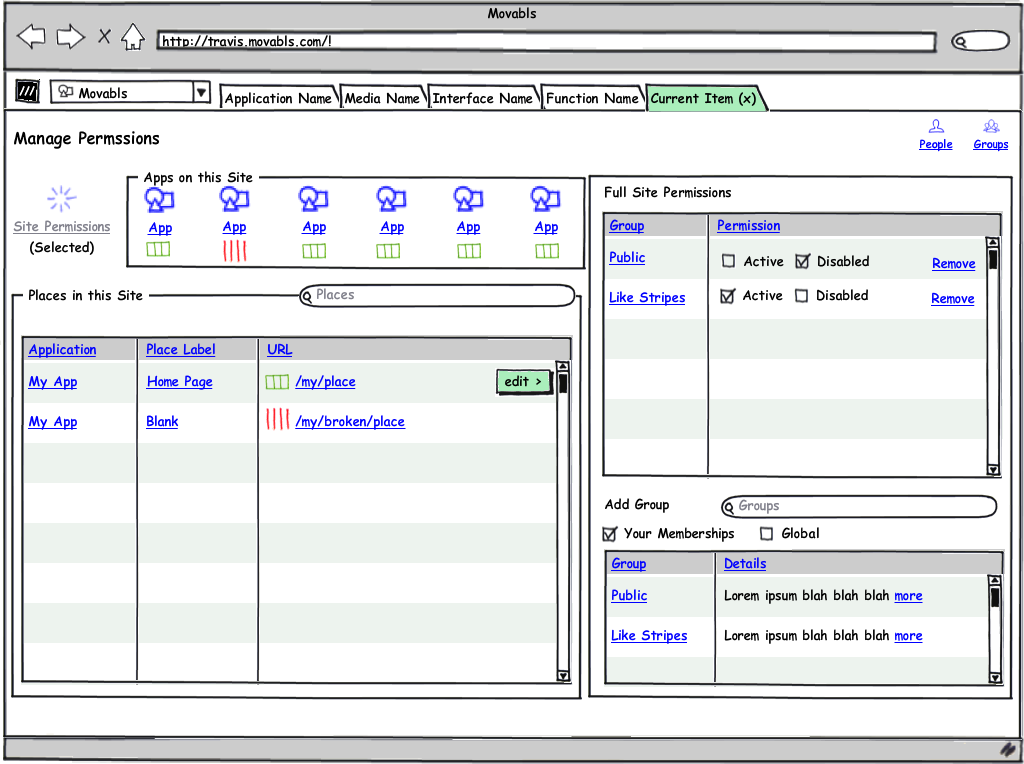 Movabls
http://travis.movabls.com/!
Movabls
Application Name
Media Name
Interface Name
Function Name
Current Item (x)
Manage Permssions
People
Groups
Site Permissions
(Selected)
Apps on this Site
App App App App App App
Places in this Site
Places
Application Place Label URL
My App Home Page /my/place edit >
My App Blank /my/broken/place
Full Site Permissions
Group Permission
Public Active Disabled Remove
Like Stripes Active Disabled Remove
Add Group
Groups
Your Memberships Global
Group Details
Public Lorem ipsum blah blah blah more
Like Stripes Lorem ipsum blah blah blah more